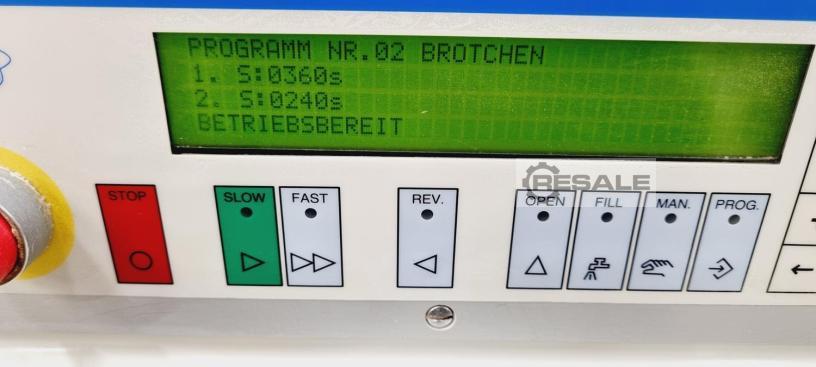 PROGRAMM NR.02 BROTCHEN
1. S:0360s
2. S:0240s
BETRIEBSBEREIT
RESALE
STOP
SLOW
FAST
REV.
OPEN
FILL
MAN.
PROG.